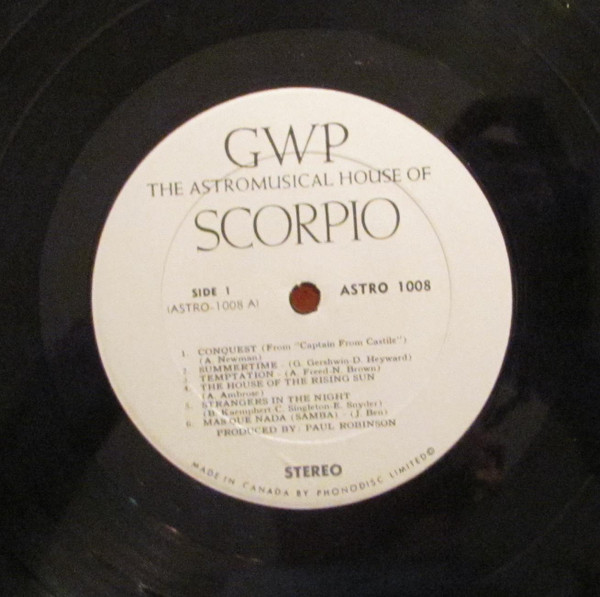 GWP
THE ASTROMUSICAL HOUSE OF
SCORPIO
SIDE 1
(ASTRO-1008 A)
ASTRO 1008
1. CONQUEST (From "Captain From Castile")
(A. Newman)
2. SUMMERTIME - (G. Gershwin-D. Heyward)
3. TEMPTATION - (A. Freed-N. Brown)
4. THE HOUSE OF THE RISING SUN
(A. Ambrose)
5. STRANGERS IN THE NIGHT
(B. Kaemphert-C. Singleton-E. Snyder)
6. MAS QUE NADA (SAMBA) - (J. Ben)
PRODUCED BY: PAUL ROBINSON
STEREO
MADE IN CANADA BY PHONODISC LIMITED©